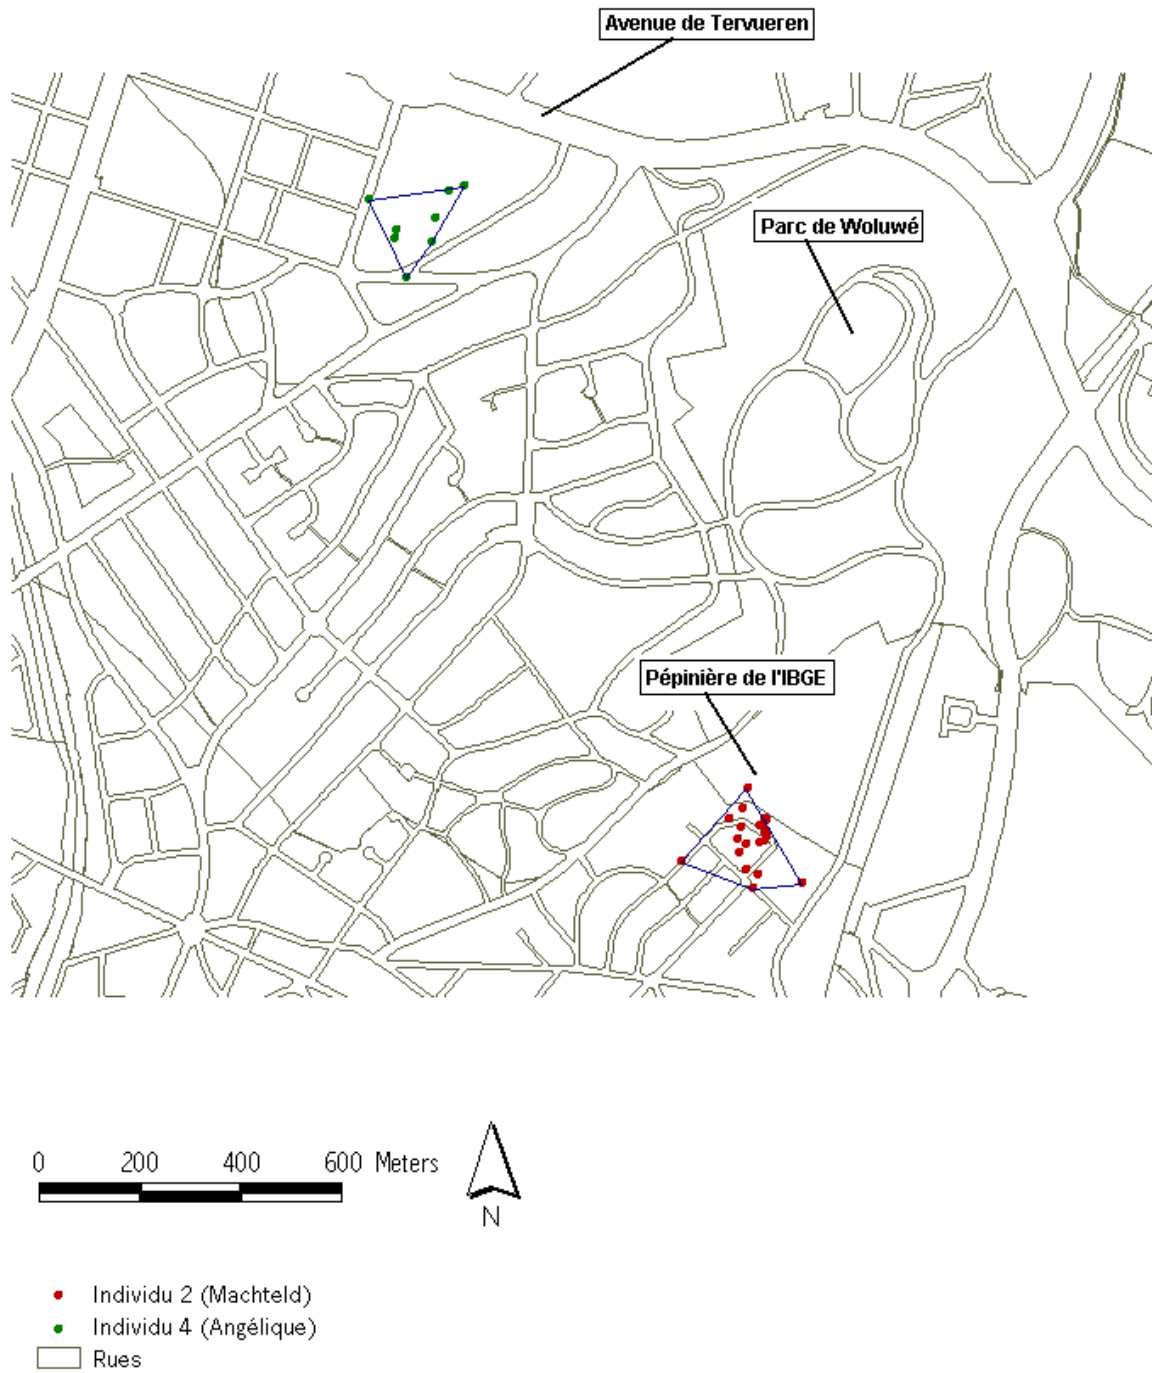 Avenue de Tervueren
Parc de Woluwé
Pépinière de l'IBGE
0 200 400 600 Meters
N
Individu 2 (Machteld)
Individu 4 (Angélique)
Rues